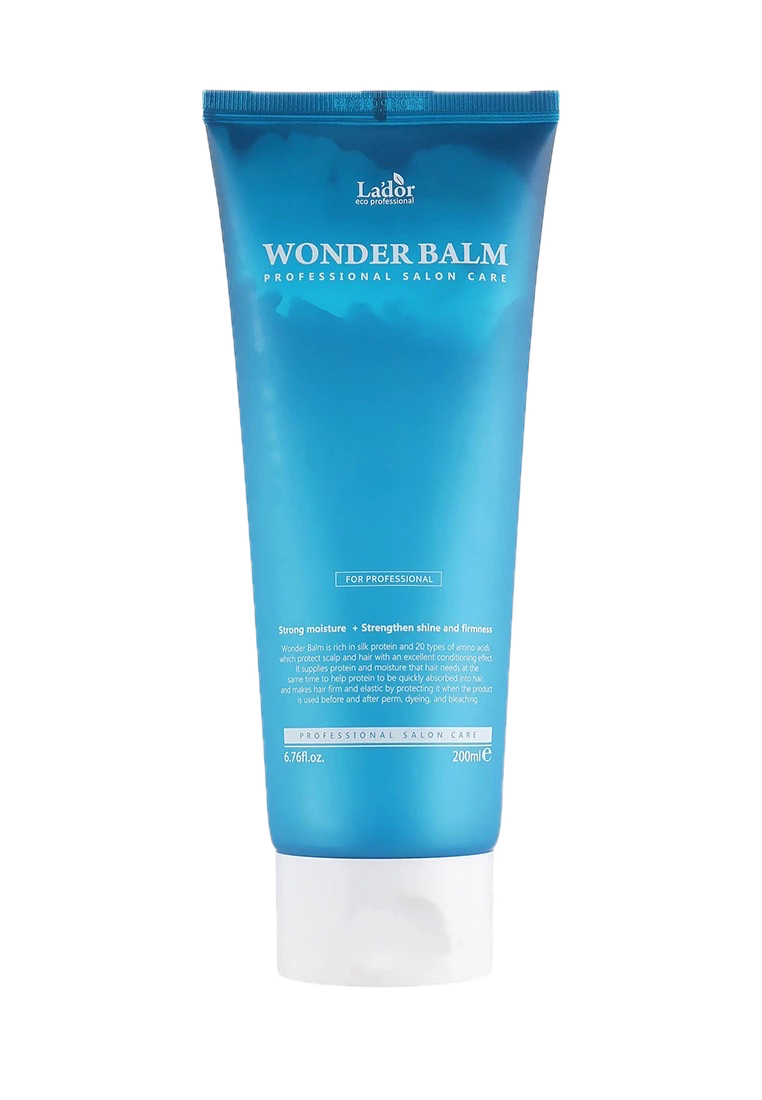 La'dor
eco professional
WONDER BALM
PROFESSIONAL SALON CARE
FOR PROFESSIONAL
Strong moisture + Strengthen shine and firmness
Wonder Balm is rich in silk protein and 20 types of amino acids
which protect scalp and hair with an excellent conditioning effect.
It supplies protein and moisture that hair needs at the
same time to help protein to be quickly absorbed into hair,
and makes hair firm and elastic by protecting it when the product
is used before and after perm, dyeing, and bleaching.
PROFESSIONAL SALON CARE
6.76fl.oz. 200ml℮